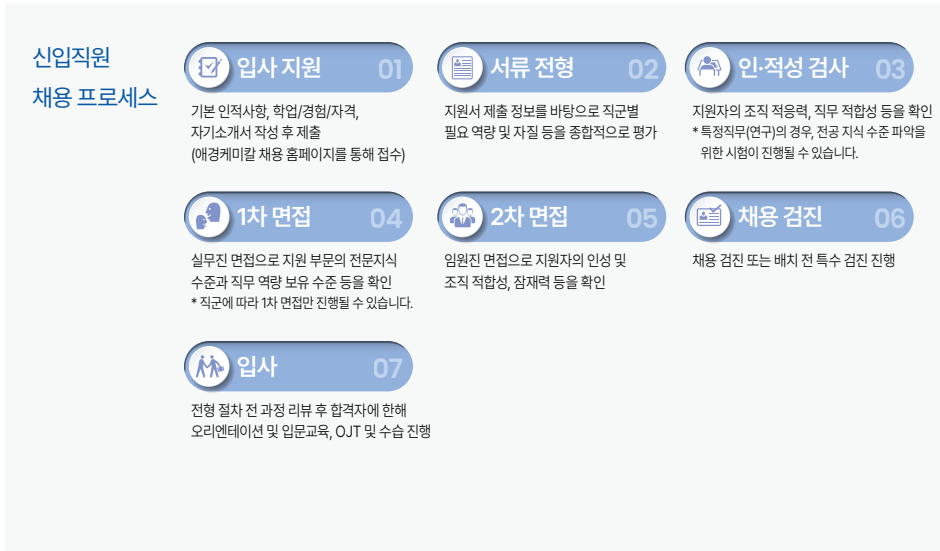 신입직원
채용 프로세스
입사 지원 01
기본 인적사항, 학업/경험/자격,
자기소개서 작성 후 제출
(애경케미칼 채용 홈페이지를 통해 접수)
서류 전형 02
지원서 제출 정보를 바탕으로 직군별
필요 역량 및 자질 등을 종합적으로 평가
인·적성 검사 03
지원자의 조직 적응력, 직무 적합성 등을 확인
* 특정직무(연구)의 경우, 전공 지식 수준 파악을
위한 시험이 진행될 수 있습니다.
1차 면접 04
실무진 면접으로 지원 부문의 전문지식
수준과 직무 역량 보유 수준 등을 확인
* 직군에 따라 1차 면접만 진행될 수 있습니다.
2차 면접 05
임원진 면접으로 지원자의 인성 및
조직 적합성, 잠재력 등을 확인
채용 검진 06
채용 검진 또는 배치 전 특수 검진 진행
입사 07
전형 절차 전 과정 리뷰 후 합격자에 한해
오리엔테이션 및 입문교육, OJT 및 수습 진행